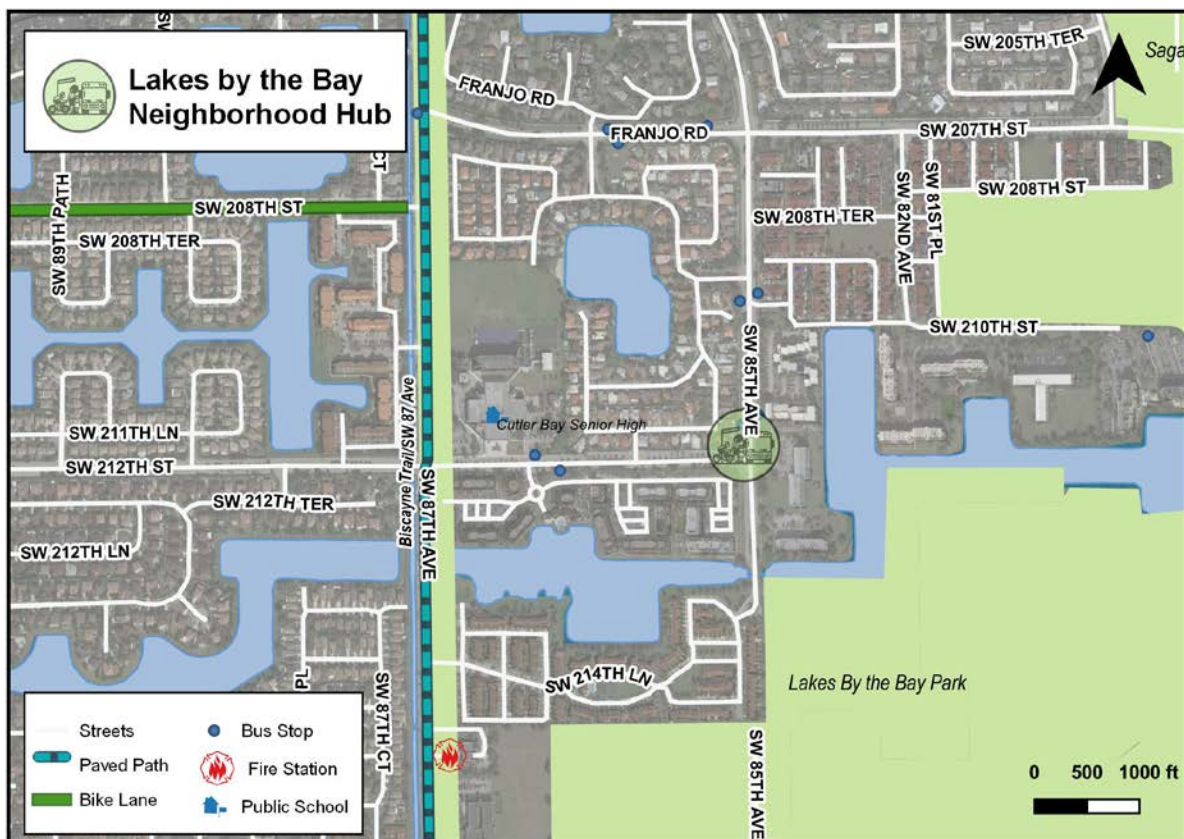 Lakes by the Bay
Neighborhood Hub
SW 205TH TER
Saga
FRANJO RD
FRANJO RD
SW 207TH ST
CT
SW 89TH PATH
SW 208TH ST
SW 208TH ST
SW 208TH TER
SW 208TH TER
SW 82ND AVE
SW 81ST PL
SW 210TH ST
SW 85TH AVE
Biscayne Trail/SW 87/Ave
Cutler Bay Senior High
SW 211TH LN
SW 212TH ST
SW 212TH TER
SW 87TH AVE
SW 212TH LN
SW 214TH LN
Lakes By the Bay Park
PL
SW 87TH CT
SW 85TH AVE
Streets
Paved Path
Bike Lane
Bus Stop
Fire Station
Public School
0 500 1000 ft